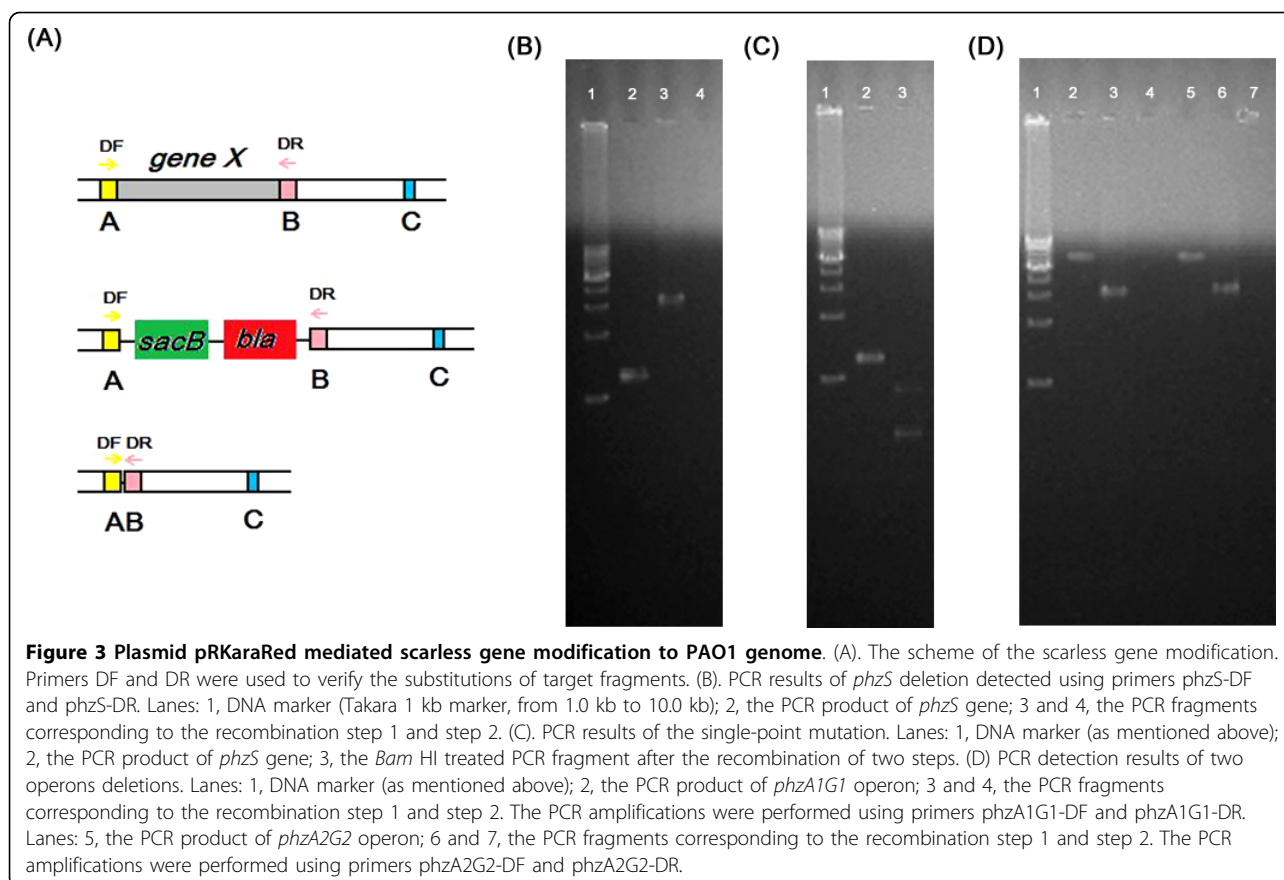 (A)
(B)
(C)
(D)
1 2 3 4
1 2 3
1 2 3 4 5 6 7
DF gene X DR
A B C
DF DR
sacB bla
A B C
DF DR
AB C
Figure 3 Plasmid pRKaraRed mediated scarless gene modification to PAO1 genome. (A). The scheme of the scarless gene modification.
Primers DF and DR were used to verify the substitutions of target fragments. (B). PCR results of phzS deletion detected using primers phzS-DF
and phzS-DR. Lanes: 1, DNA marker (Takara 1 kb marker, from 1.0 kb to 10.0 kb); 2, the PCR product of phzS gene; 3 and 4, the PCR fragments
corresponding to the recombination step 1 and step 2. (C). PCR results of the single-point mutation. Lanes: 1, DNA marker (as mentioned above);
2, the PCR product of phzS gene; 3, the Bam HI treated PCR fragment after the recombination of two steps. (D) PCR detection results of two
operons deletions. Lanes: 1, DNA marker (as mentioned above); 2, the PCR product of phzA1G1 operon; 3 and 4, the PCR fragments
corresponding to the recombination step 1 and step 2. The PCR amplifications were performed using primers phzA1G1-DF and phzA1G1-DR.
Lanes: 5, the PCR product of phzA2G2 operon; 6 and 7, the PCR fragments corresponding to the recombination step 1 and step 2. The PCR
amplifications were performed using primers phzA2G2-DF and phzA2G2-DR.